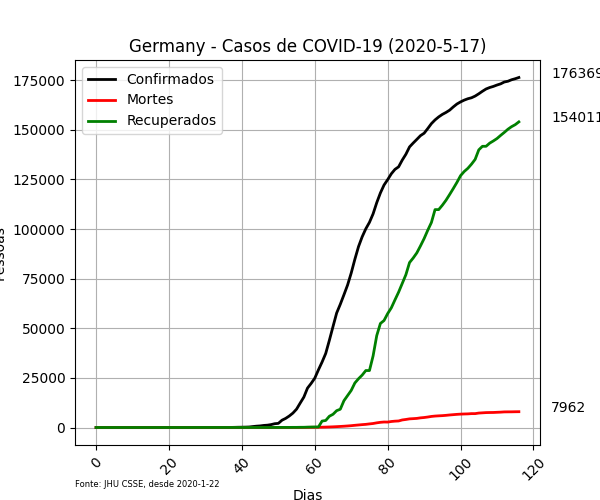 Germany - Casos de COVID-19 (2020-5-17)
Confirmados
Mortes
Recuperados
175000
150000
125000
100000
75000
50000
25000
0
176369
154011
7962
0 20 40 60 80 100 120
Fonte: JHU CSSE, desde 2020-1-22
Dias